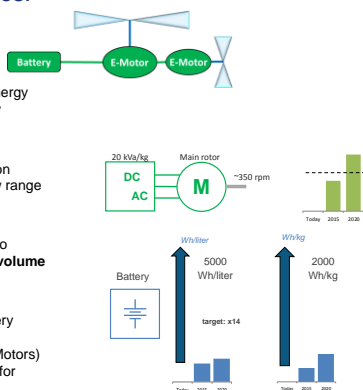 Battery
E-Motor
E-Motor
on
range
20 kVa/kg
Main rotor
DC
AC
M
~350 rpm
Today 2015 2020
o
volume
Wh/liter
Wh/kg
5000
Wh/liter
2000
Wh/kg
Battery
target: x14
Motors)
for
Today 2015 2020
Today 2015 2020